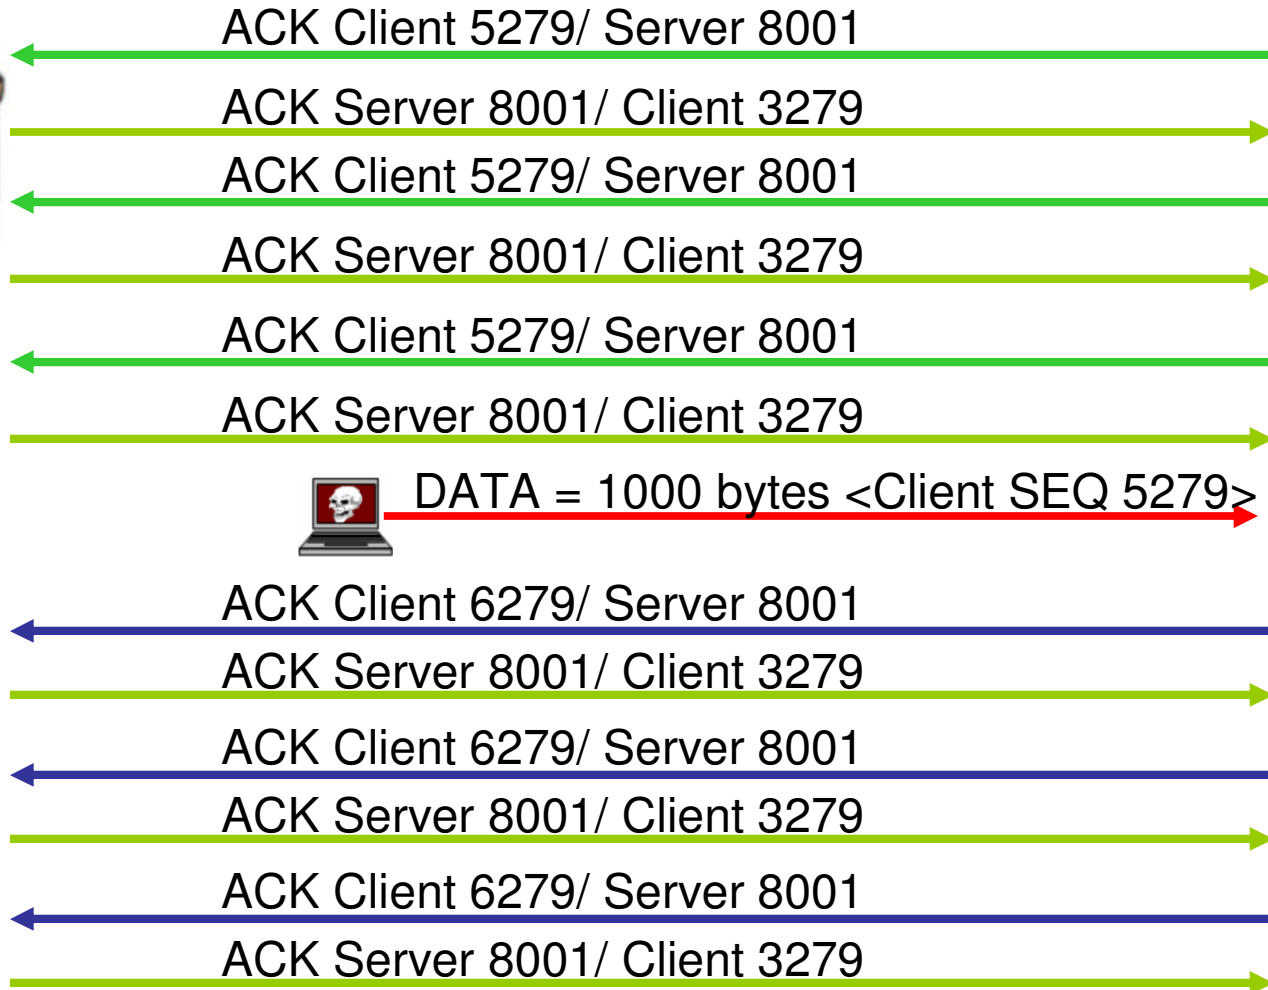 ACK Client 5279/ Server 8001
ACK Server 8001/ Client 3279
ACK Client 5279/ Server 8001
ACK Server 8001/ Client 3279
ACK Client 5279/ Server 8001
ACK Server 8001/ Client 3279
DATA = 1000 bytes <Client SEQ 5279>
ACK Client 6279/ Server 8001
ACK Server 8001/ Client 3279
ACK Client 6279/ Server 8001
ACK Server 8001/ Client 3279
ACK Client 6279/ Server 8001
ACK Server 8001/ Client 3279